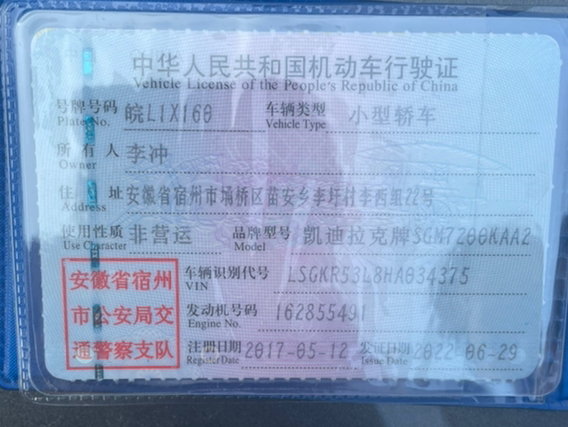 中华人民共和国机动车行驶证
Vehicle License of the People's Republic of China
号牌号码 皖L1X160 车辆类型 小型轿车
Plate No. Vehicle Type
所有人 李冲
Owner
住址 安徽省宿州市埇桥区苗安乡李圩村李西组22号
Address
使用性质 非营运 品牌型号 凯迪拉克牌SGM7200KAA2
Use Character Model
安徽省宿州
市公安局交
通警察支队
车辆识别代号 LSGKR53L8HA034375
VIN
发动机号码 162855491
Engine No.
注册日期 2017-05-12 发证日期 2022-06-29
Register Date Issue Date